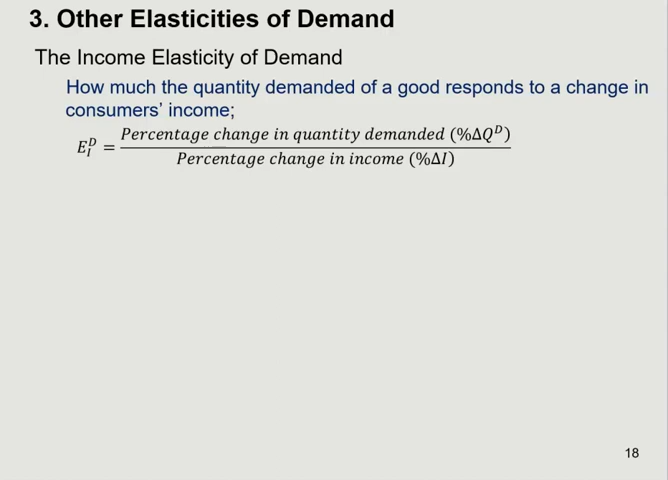 3. Other Elasticities of Demand
The Income Elasticity of Demand
How much the quantity demanded of a good responds to a change in
consumers’ income;
E_I^D = Percentage change in quantity demanded (%ΔQ^D) / Percentage change in income (%ΔI)
18